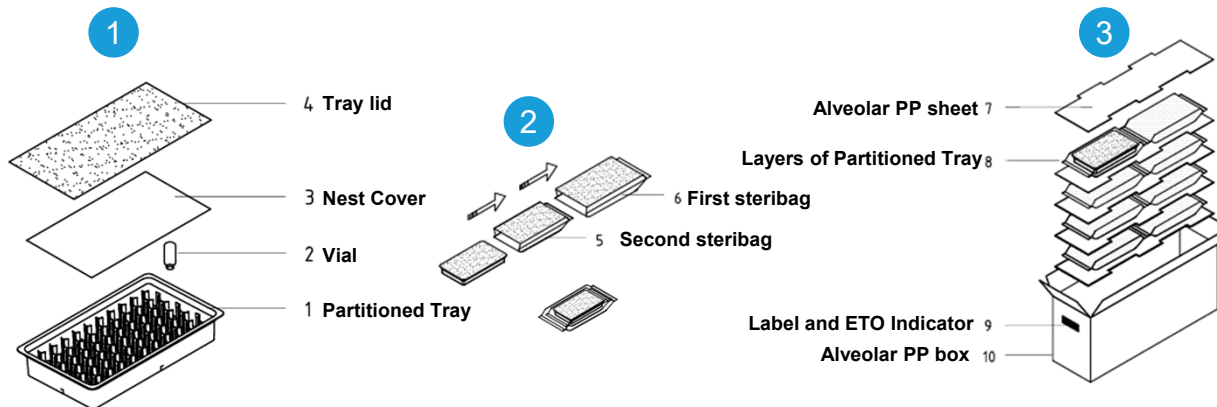 1
4 Tray lid
3 Nest Cover
2 Vial
1 Partitioned Tray
2
6 First steribag
5 Second steribag
3
Alveolar PP sheet 7
Layers of Partitioned Tray 8
Label and ETO Indicator 9
Alveolar PP box 10